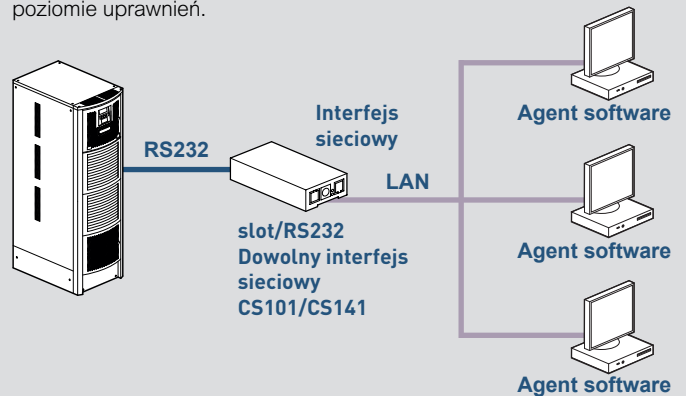 poziomie uprawnień.
Interfejs
sieciowy
Agent software
RS232
LAN
slot/RS232
Dowolny interfejs
sieciowy
CS101/CS141
Agent software
Agent software